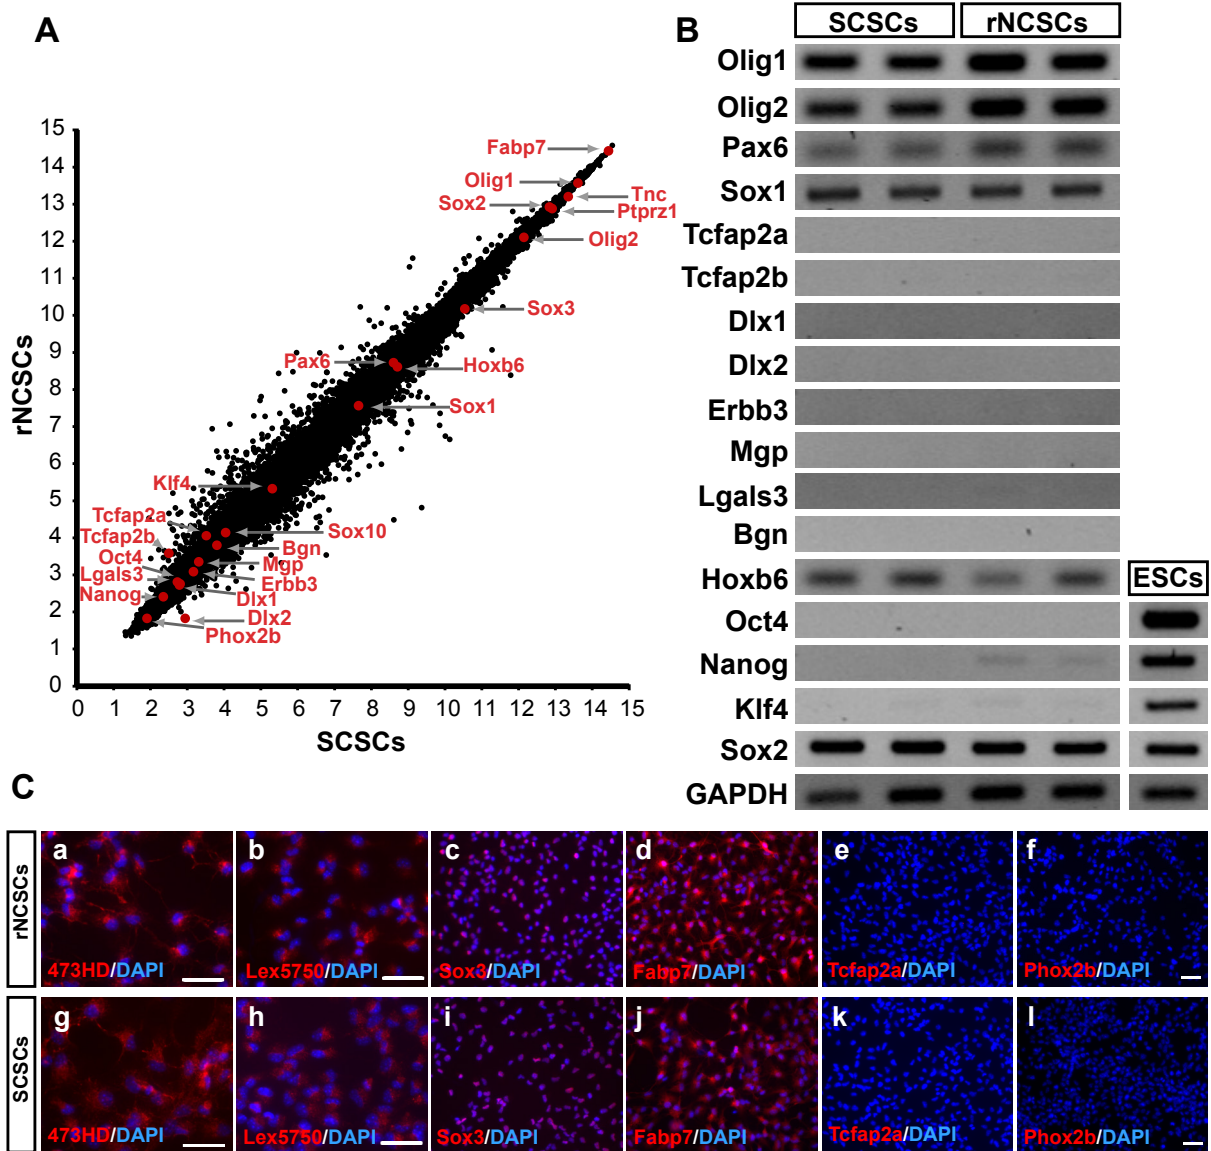 A
15
14
13
12
11
10
9
8
7
6
5
4
3
2
1
0
rNCSCs
0 1 2 3 4 5 6 7 8 9 10 11 12 13 14 15
SCSCs
Fabp7
Olig1
Tnc
Sox2
Ptprz1
Olig2
Sox3
Pax6
Hoxb6
Sox1
Klf4
Tcfap2a
Tcfap2b
Sox10
Oct4
Bgn
Lgals3
Mgp
Nanog
Erbb3
Dlx1
Dlx2
Phox2b
B
SCSCs rNCSCs
Olig1
Olig2
Pax6
Sox1
Tcfap2a
Tcfap2b
Dlx1
Dlx2
Erbb3
Mgp
Lgals3
Bgn
Hoxb6
ESCs
Oct4
Nanog
Klf4
Sox2
GAPDH
C
rNCSCs
a
473HD/DAPI
b
Lex5750/DAPI
c
Sox3/DAPI
d
Fabp7/DAPI
e
Tcfap2a/DAPI
f
Phox2b/DAPI
SCSCs
g
473HD/DAPI
h
Lex5750/DAPI
i
Sox3/DAPI
j
Fabp7/DAPI
k
Tcfap2a/DAPI
l
Phox2b/DAPI